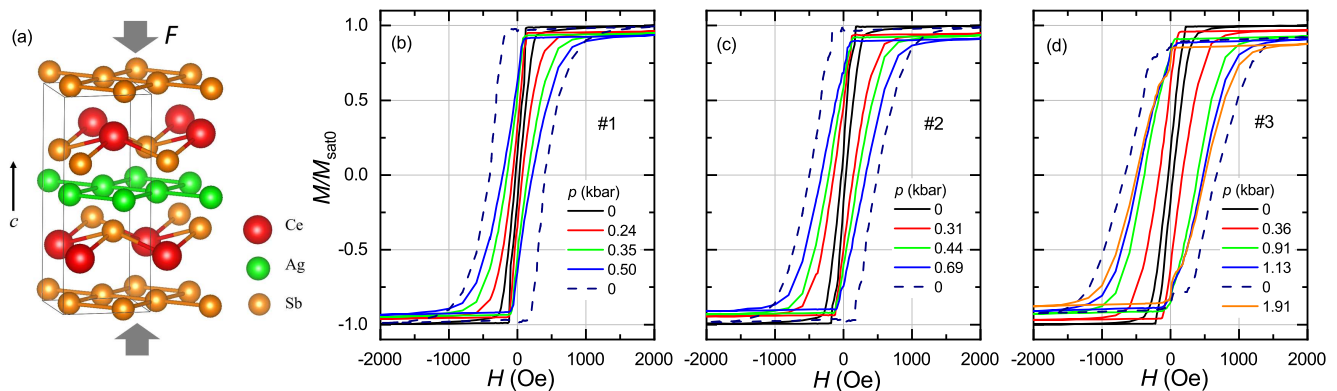 (a)
F
c
Ce
Ag
Sb
M/M_sat0
1.0
0.5
0.0
-0.5
-1.0
(b)
#1
p (kbar)
0
0.24
0.35
0.50
0
-2000 -1000 0 1000 2000
H (Oe)
(c)
#2
p (kbar)
0
0.31
0.44
0.69
0
-2000 -1000 0 1000 2000
H (Oe)
(d)
#3
p (kbar)
0
0.36
0.91
1.13
0
1.91
-2000 -1000 0 1000 2000
H (Oe)